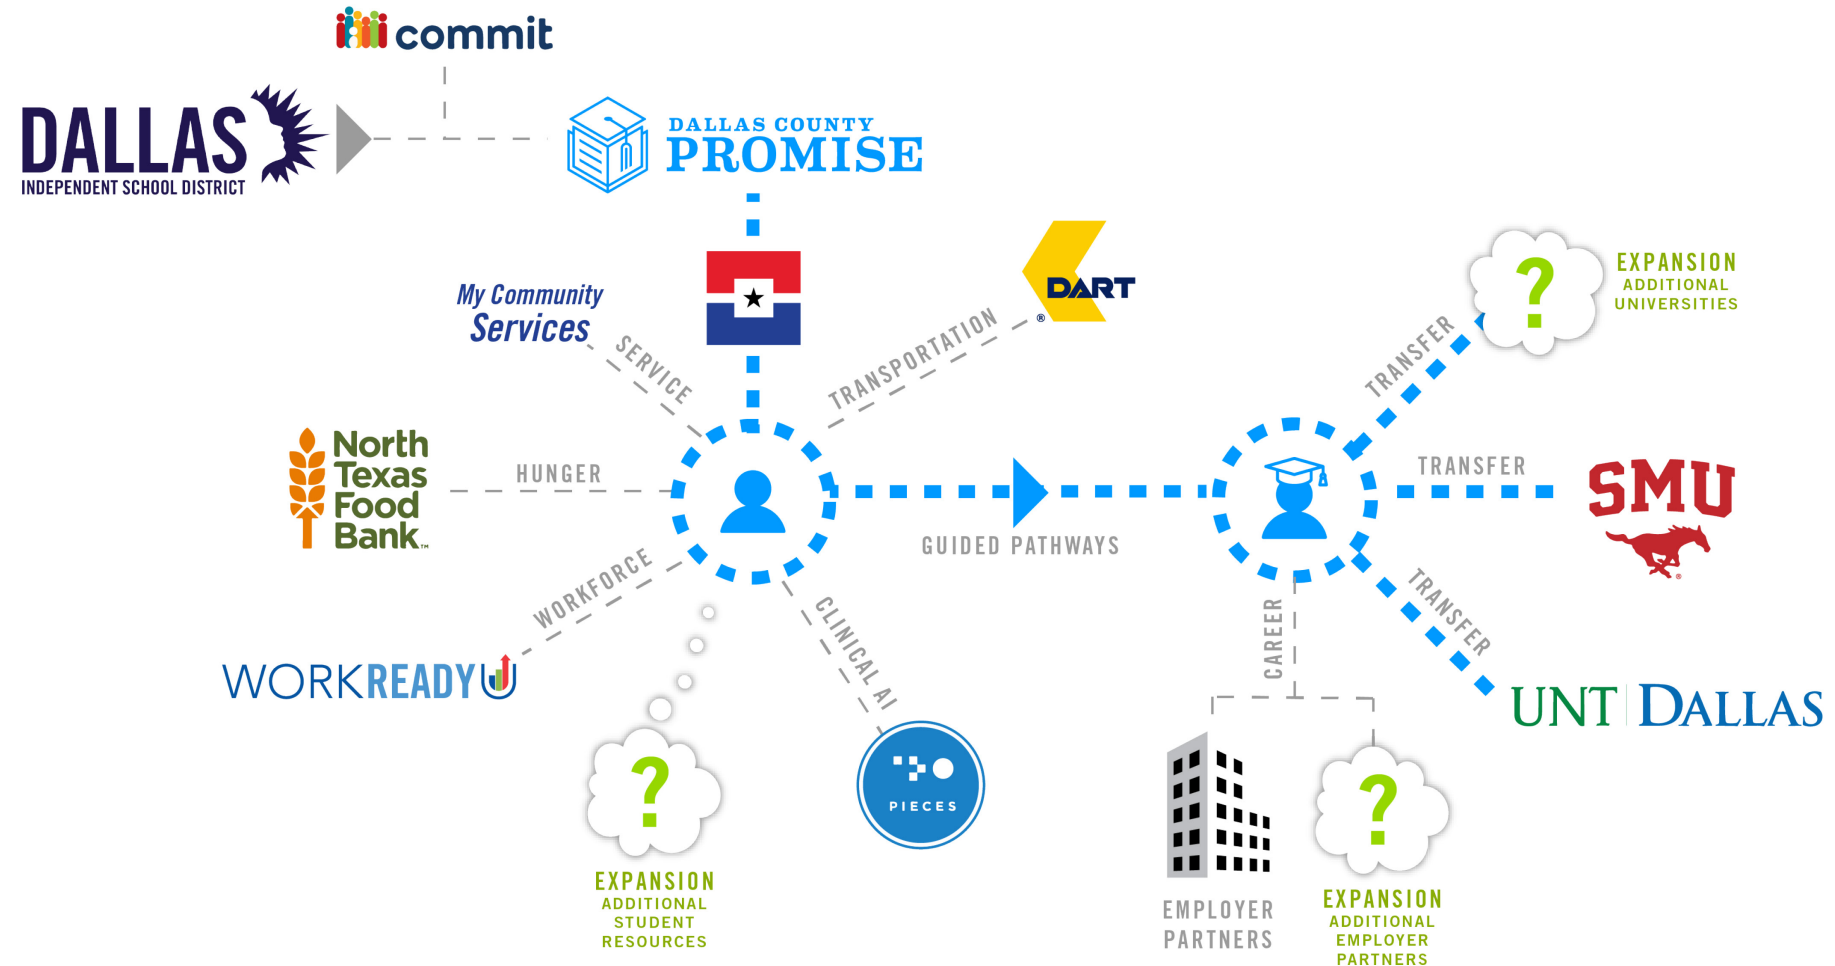 commit
DALLAS
INDEPENDENT SCHOOL DISTRICT
DALLAS COUNTY
PROMISE
My Community
Services
SERVICE
TRANSPORTATION
DART
®
TRANSFER
?
EXPANSION
ADDITIONAL
UNIVERSITIES
North
Texas
Food
Bank™
HUNGER
GUIDED PATHWAYS
TRANSFER
SMU
®
WORKFORCE
WORKREADYU
CLINICAL AI
PIECES
?
EXPANSION
ADDITIONAL
STUDENT
RESOURCES
CAREER
TRANSFER
UNT DALLAS
EMPLOYER
PARTNERS
?
EXPANSION
ADDITIONAL
EMPLOYER
PARTNERS